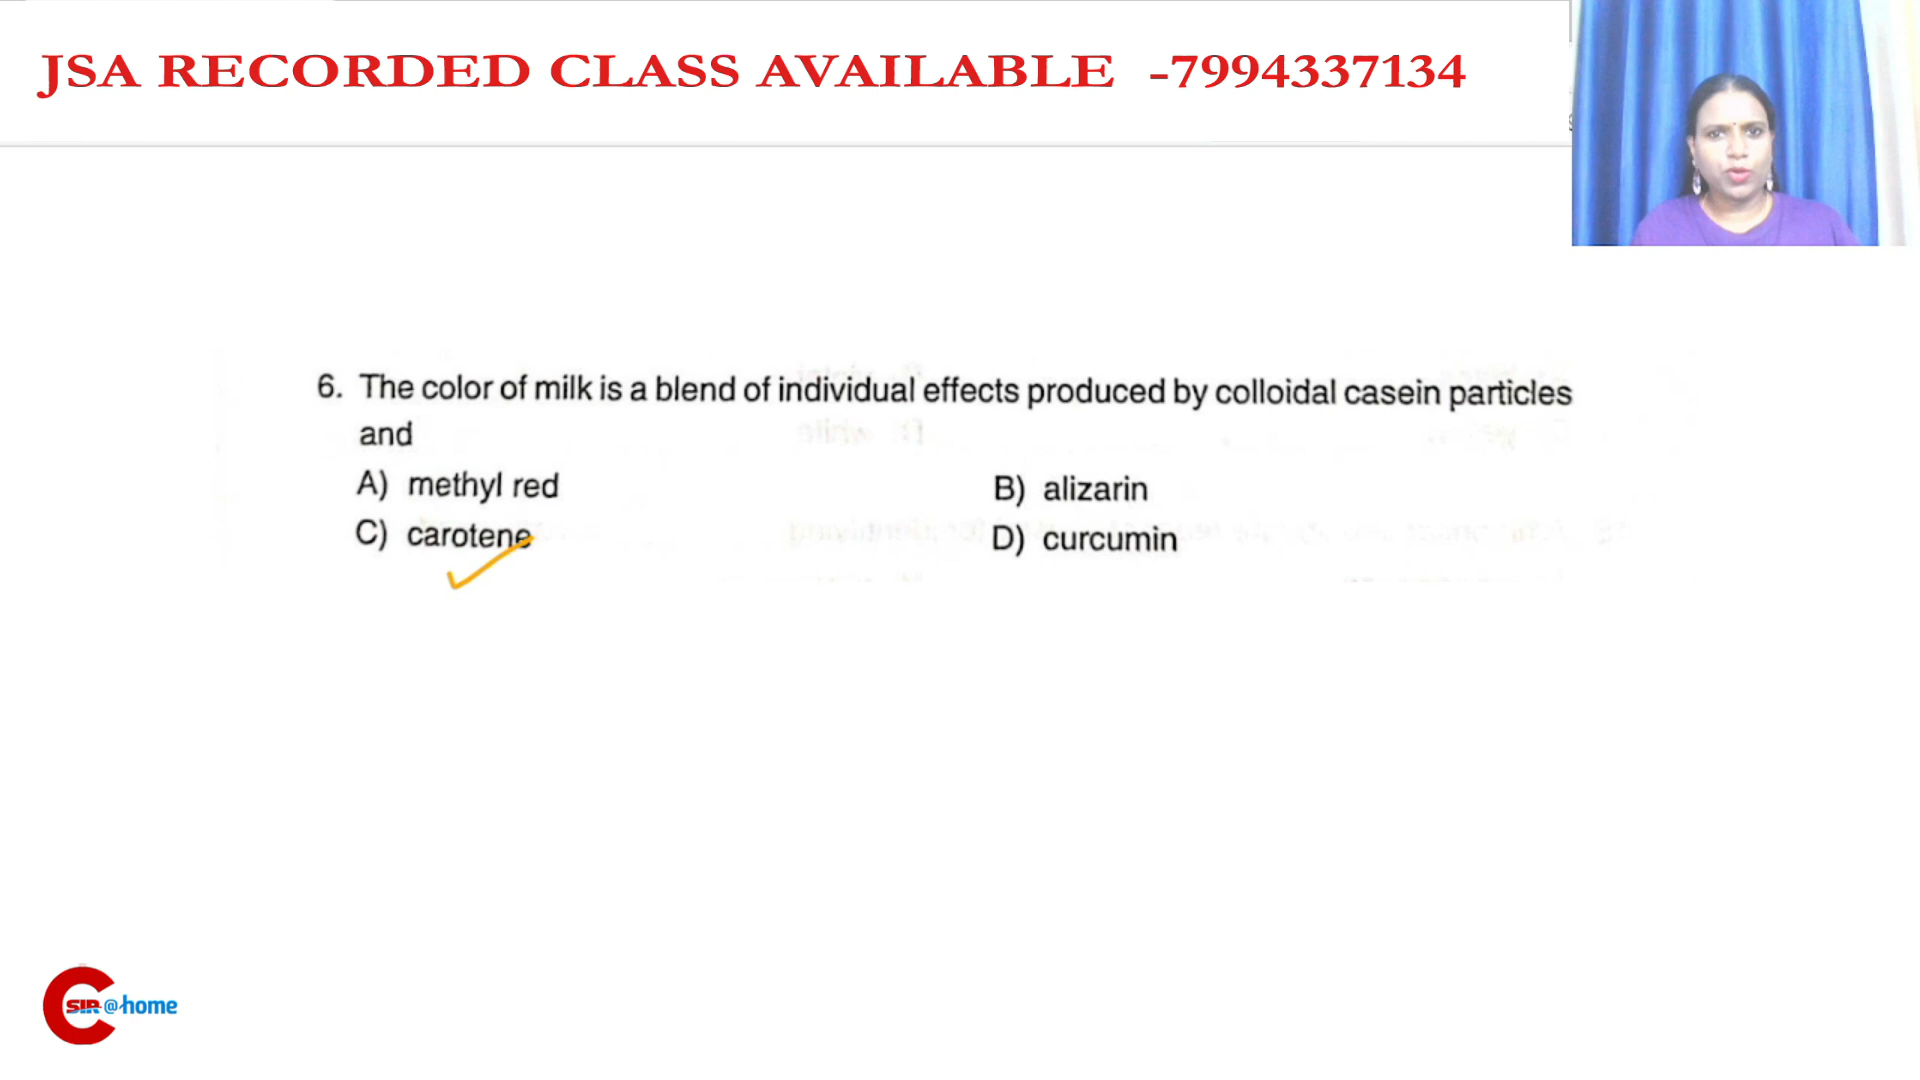 JSA RECORDED CLASS AVAILABLE -7994337134
6. The color of milk is a blend of individual effects produced by colloidal casein particles
and
A) methyl red
B) alizarin
C) carotene
D) curcumin
SIR@home